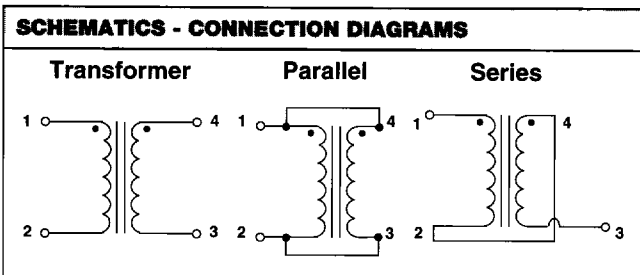 SCHEMATICS - CONNECTION DIAGRAMS
Transformer Parallel Series
1 4 1 4 1 4
2 3 2 3 2 3